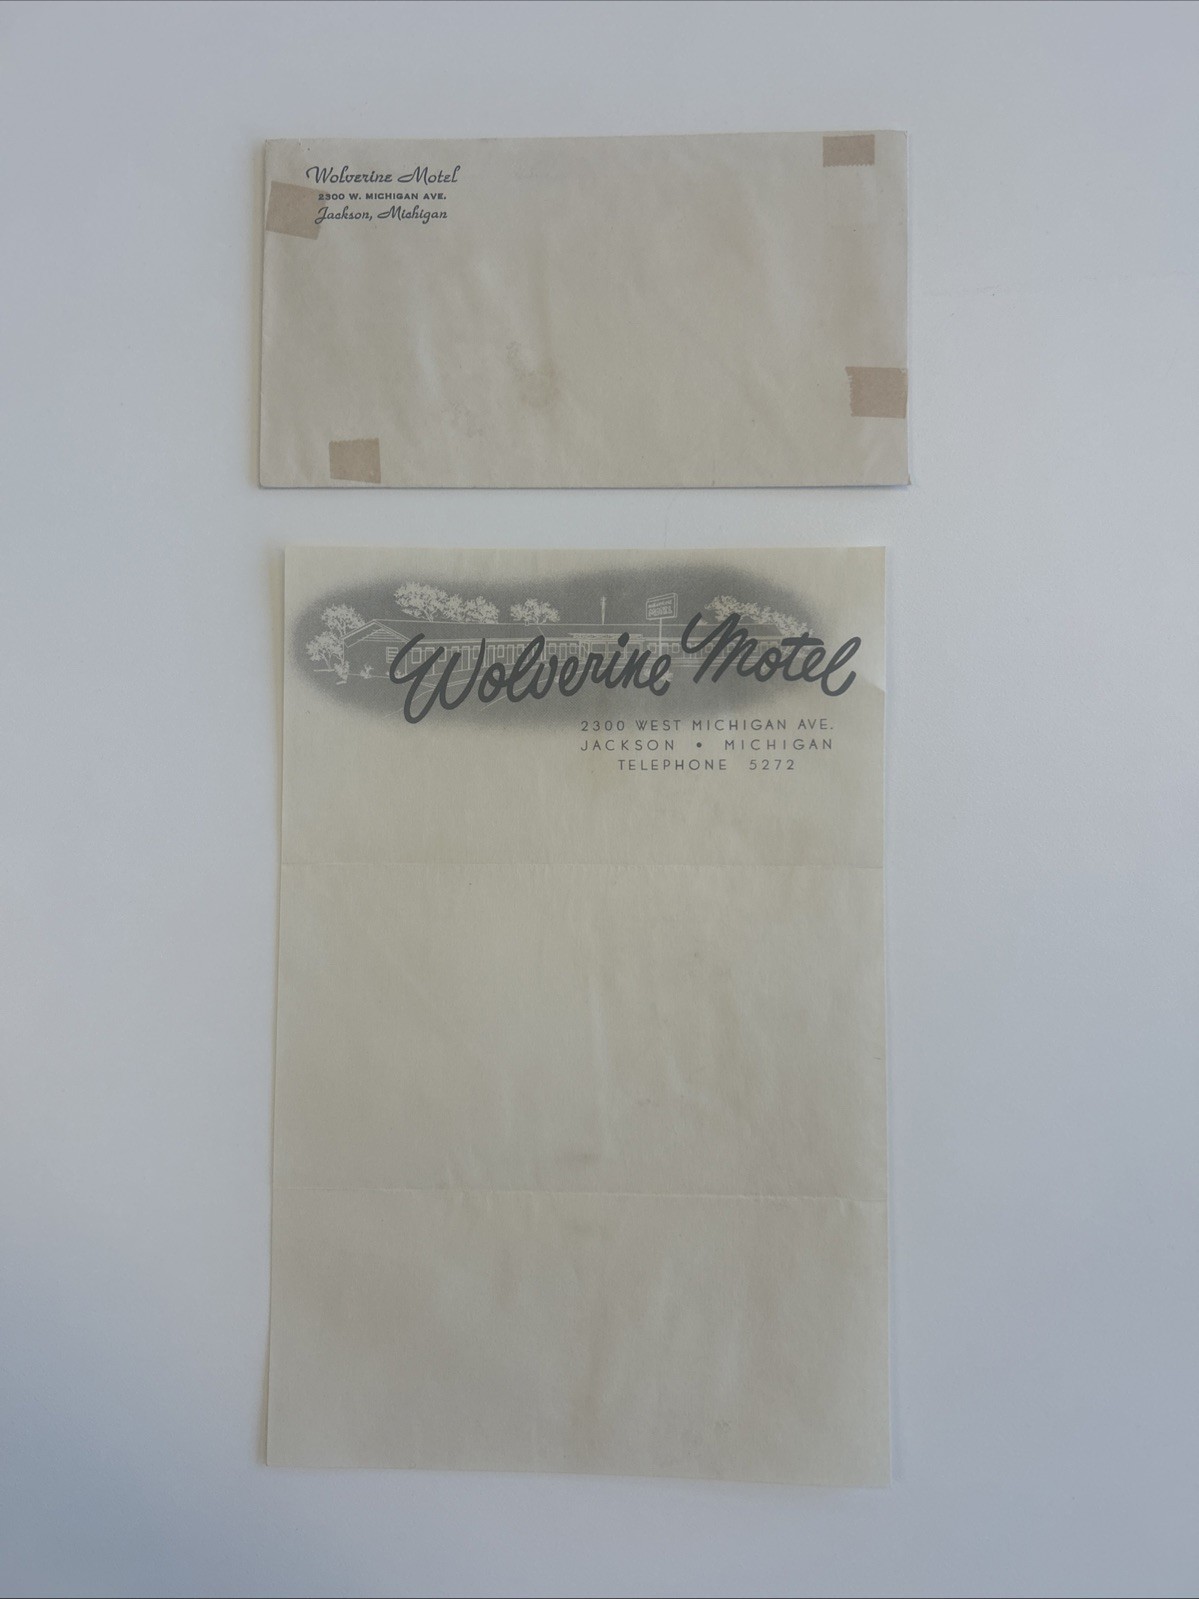 Wolverine Motel
2300 W. MICHIGAN AVE.
Jackson, Michigan
Wolverine Motel
2300 WEST MICHIGAN AVE.
JACKSON • MICHIGAN
TELEPHONE 5272